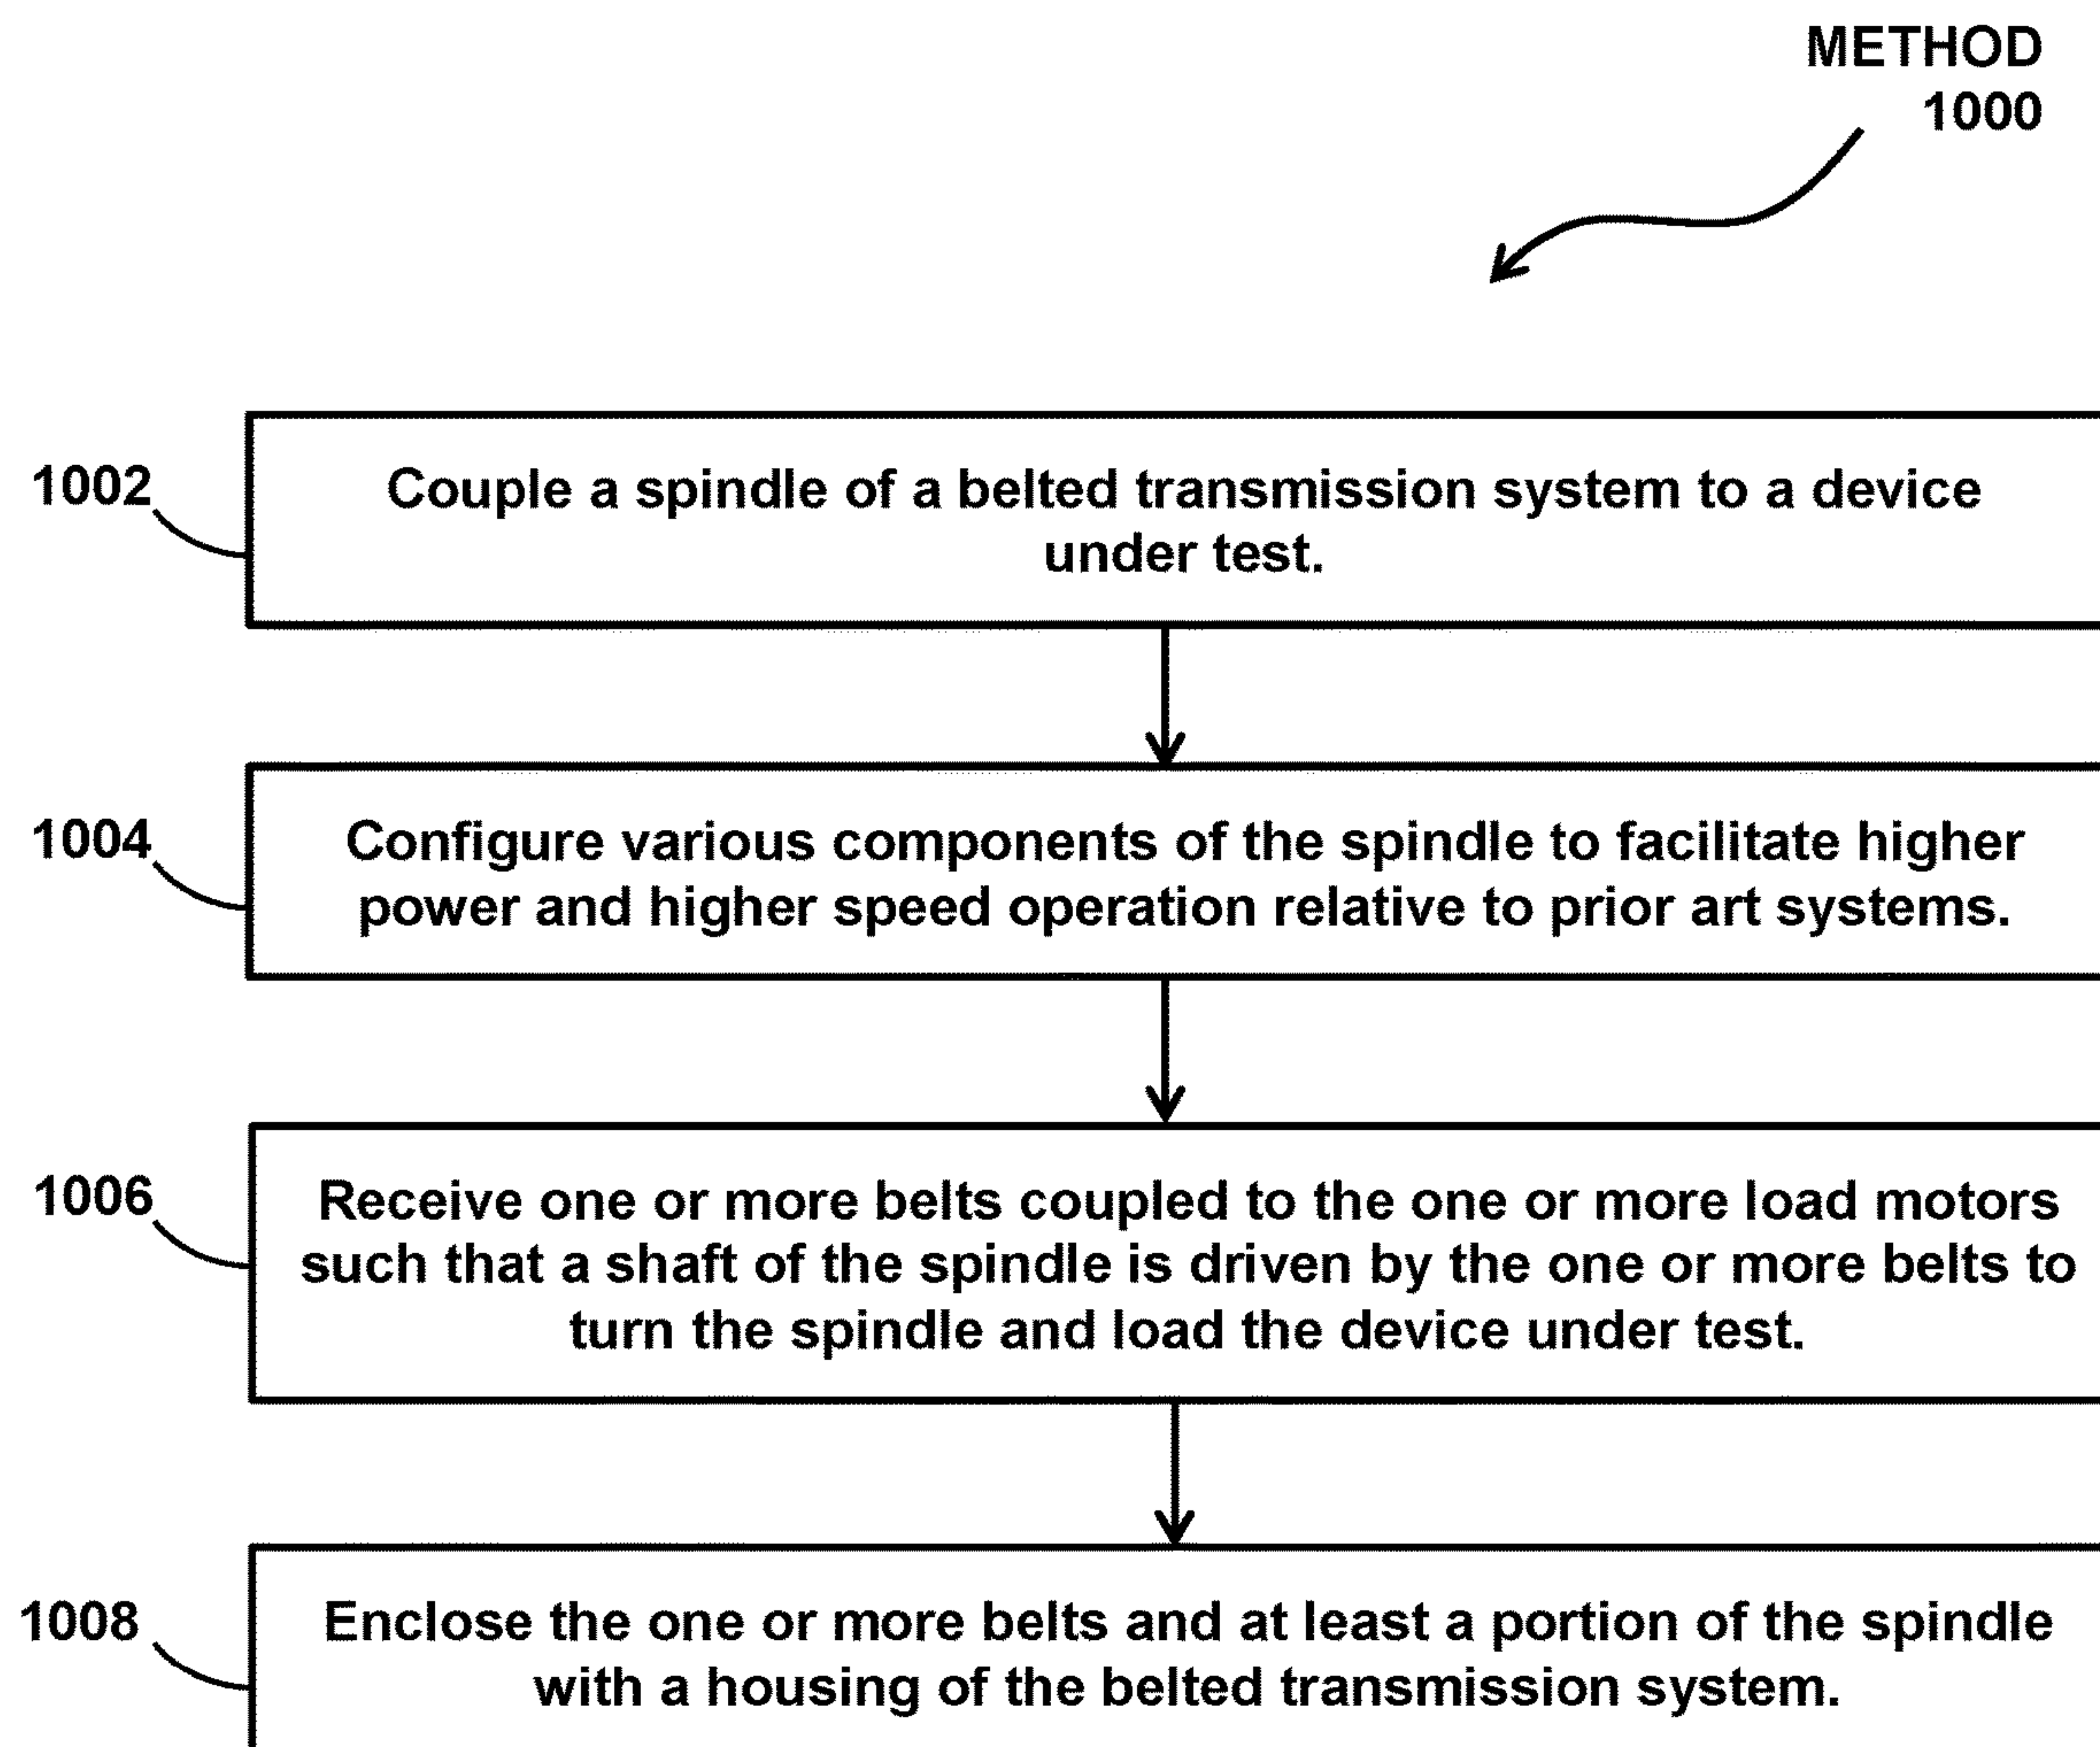 METHOD
1000
1002
Couple a spindle of a belted transmission system to a device
under test.
1004
Configure various components of the spindle to facilitate higher
power and higher speed operation relative to prior art systems.
1006
Receive one or more belts coupled to the one or more load motors
such that a shaft of the spindle is driven by the one or more belts to
turn the spindle and load the device under test.
1008
Enclose the one or more belts and at least a portion of the spindle
with a housing of the belted transmission system.